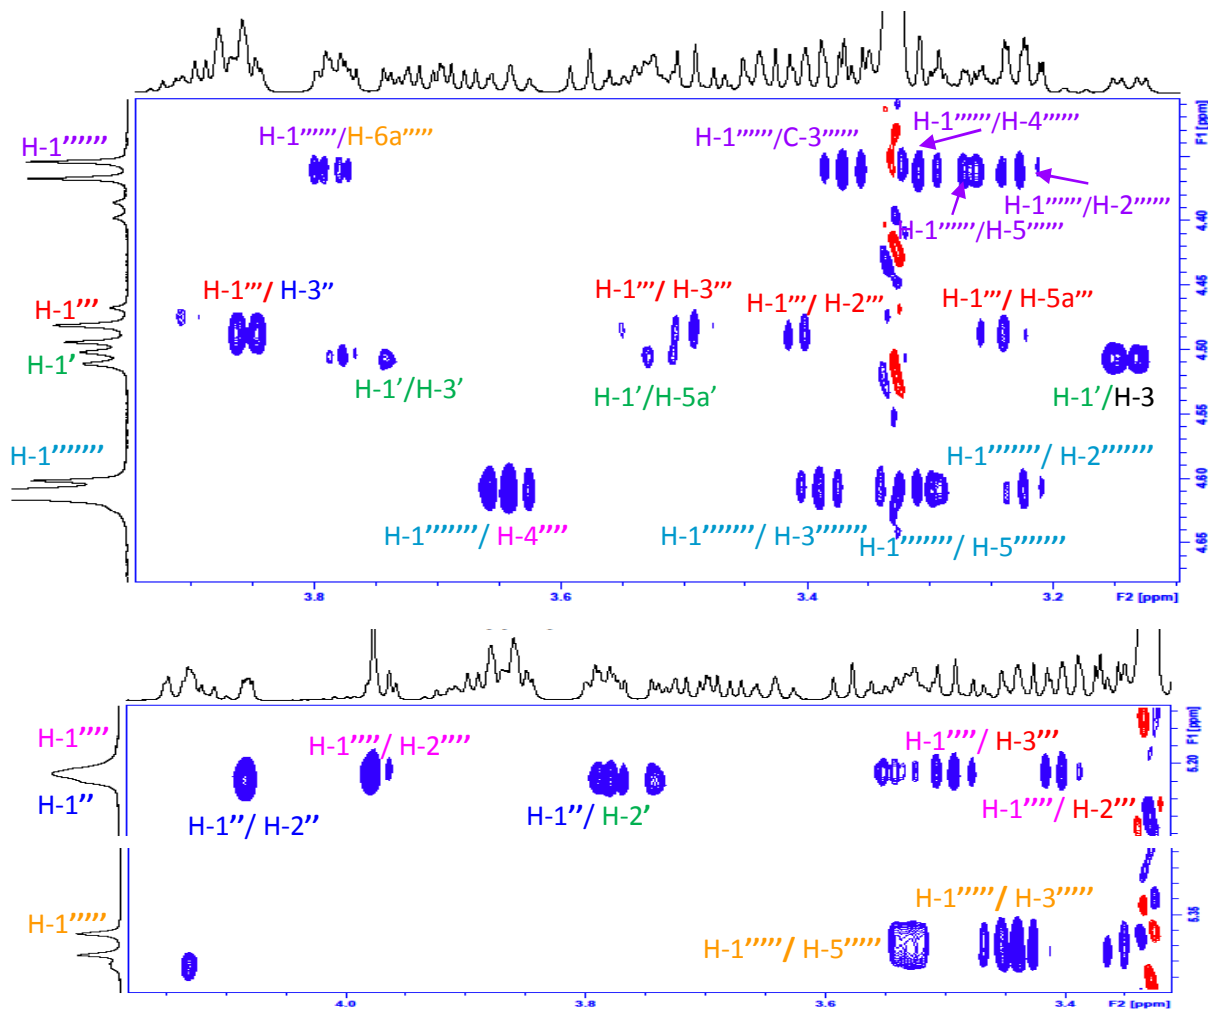 H-1’’’’’’
H-1’’’’’’/H-6a’’’’’
H-1’’’’’’/C-3’’’’’’
H-1’’’’’’/H-4’’’’’’
H-1’’’’’’/H-2’’’’’’
H-1’’’’’’/H-5’’’’’’
H-1’’’
H-1’’’/ H-3’’
H-1’’’/ H-3’’’
H-1’’’/ H-2’’’
H-1’’’/ H-5a’’’
H-1’
H-1’/H-3’
H-1’/H-5a’
H-1’/H-3
H-1’’’’’’’
H-1’’’’’’’/ H-2’’’’’’’
H-1’’’’’’’/ H-4’’’’
H-1’’’’’’’/ H-3’’’’’’’
H-1’’’’’’’/ H-5’’’’’’’
F1 [ppm]
4.40
4.45
4.50
4.55
4.60
4.65
3.8
3.6
3.4
3.2
F2 [ppm]
H-1’’’’
H-1’’’’/ H-2’’’’
H-1’’’’/ H-3’’’
H-1’’
H-1’’/ H-2’’
H-1’’/ H-2’
H-1’’’’/ H-2’’’
H-1’’’’’
H-1’’’’’/ H-3’’’’’
H-1’’’’’/ H-5’’’’’
F1 [ppm]
5.20
5.35
4.0
3.8
3.6
3.4
F2 [ppm]